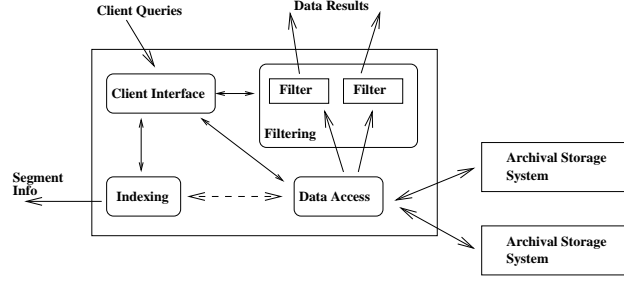 Client Queries
Data Results
Client Interface
Filter
Filter
Filtering
Segment
Info
Indexing
Data Access
Archival Storage
System
Archival Storage
System